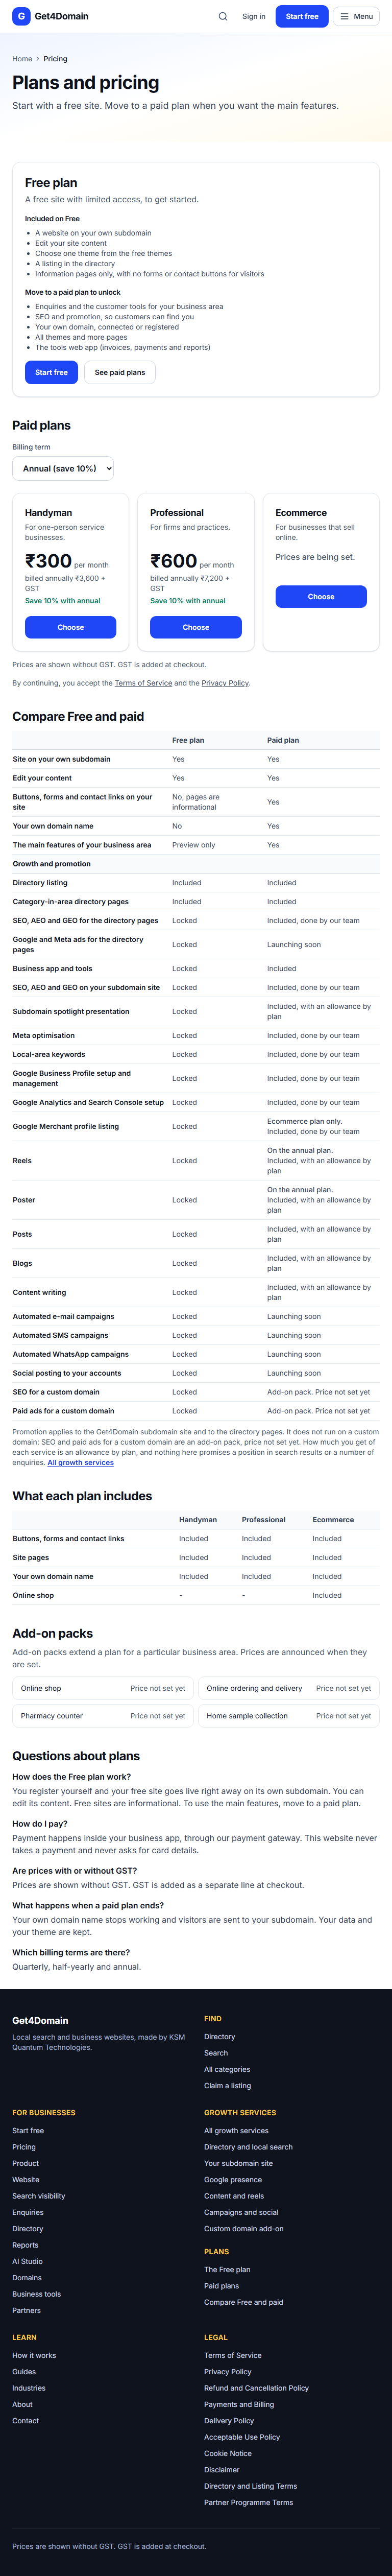 G Get4Domain
Sign in
Start free
Menu
Home > Pricing
Plans and pricing
Start with a free site. Move to a paid plan when you want the main features.
Free plan
A free site with limited access, to get started.
Included on Free
• A website on your own subdomain
• Edit your site content
• Choose one theme from the free themes
• A listing in the directory
• Information pages only, with no forms or contact buttons for visitors
Move to a paid plan to unlock
• Enquiries and the customer tools for your business area
• SEO and promotion, so customers can find you
• Your own domain, connected or registered
• All themes and more pages
• The tools web app (invoices, payments and reports)
Start free
See paid plans
Paid plans
Billing term
Annual (save 10%)
Handyman
For one-person service
businesses.
₹300 per month
billed annually ₹3,600 +
GST
Save 10% with annual
Choose
Professional
For firms and practices.
₹600 per month
billed annually ₹7,200 +
GST
Save 10% with annual
Choose
Ecommerce
For businesses that sell
online.
Prices are being set.
Choose
Prices are shown without GST. GST is added at checkout.
By continuing, you accept the Terms of Service and the Privacy Policy.
Compare Free and paid
Free plan Paid plan
Site on your own subdomain Yes Yes
Edit your content Yes Yes
Buttons, forms and contact links on your
site
No, pages are
informational
Yes
Your own domain name No Yes
The main features of your business area Preview only Yes
Growth and promotion
Directory listing Included Included
Category-in-area directory pages Included Included
SEO, AEO and GEO for the directory pages Locked Included, done by our team
Google and Meta ads for the directory
pages
Locked Launching soon
Business app and tools Locked Included
SEO, AEO and GEO on your subdomain site Locked Included, done by our team
Subdomain spotlight presentation Locked Included, with an allowance by
plan
Meta optimisation Locked Included, done by our team
Local-area keywords Locked Included, done by our team
Google Business Profile setup and
management
Locked Included, done by our team
Google Analytics and Search Console setup Locked Included, done by our team
Google Merchant profile listing Locked Ecommerce plan only.
Included, done by our team
Reels Locked On the annual plan.
Included, with an allowance by
plan
Poster Locked On the annual plan.
Included, with an allowance by
plan
Posts Locked Included, with an allowance by
plan
Blogs Locked Included, with an allowance by
plan
Content writing Locked Included, with an allowance by
plan
Automated e-mail campaigns Locked Launching soon
Automated SMS campaigns Locked Launching soon
Automated WhatsApp campaigns Locked Launching soon
Social posting to your accounts Locked Launching soon
SEO for a custom domain Locked Add-on pack. Price not set yet
Paid ads for a custom domain Locked Add-on pack. Price not set yet
Promotion applies to the Get4Domain subdomain site and to the directory pages. It does not run on a custom
domain: SEO and paid ads for a custom domain are an add-on pack, price not set yet. How much you get of
each service is an allowance by plan, and nothing here promises a position in search results or a number of
enquiries. All growth services
What each plan includes
Handyman Professional Ecommerce
Buttons, forms and contact links Included Included Included
Site pages Included Included Included
Your own domain name Included Included Included
Online shop - - Included
Add-on packs
Add-on packs extend a plan for a particular business area. Prices are announced when they
are set.
Online shop Price not set yet
Online ordering and delivery Price not set yet
Pharmacy counter Price not set yet
Home sample collection Price not set yet
Questions about plans
How does the Free plan work?
You register yourself and your free site goes live right away on its own subdomain. You can
edit its content. Free sites are informational. To use the main features, move to a paid plan.
How do I pay?
Payment happens inside your business app, through our payment gateway. This website never
takes a payment and never asks for card details.
Are prices with or without GST?
Prices are shown without GST. GST is added as a separate line at checkout.
What happens when a paid plan ends?
Your own domain name stops working and visitors are sent to your subdomain. Your data and
your theme are kept.
Which billing terms are there?
Quarterly, half-yearly and annual.
Get4Domain
Local search and business websites, made by KSM
Quantum Technologies.
FIND
Directory
Search
All categories
Claim a listing
FOR BUSINESSES
Start free
Pricing
Product
Website
Search visibility
Enquiries
Directory
Reports
AI Studio
Domains
Business tools
Partners
GROWTH SERVICES
All growth services
Directory and local search
Your subdomain site
Google presence
Content and reels
Campaigns and social
Custom domain add-on
PLANS
The Free plan
Paid plans
Compare Free and paid
LEARN
How it works
Guides
Industries
About
Contact
LEGAL
Terms of Service
Privacy Policy
Refund and Cancellation Policy
Payments and Billing
Delivery Policy
Acceptable Use Policy
Cookie Notice
Disclaimer
Directory and Listing Terms
Partner Programme Terms
Prices are shown without GST. GST is added at checkout.